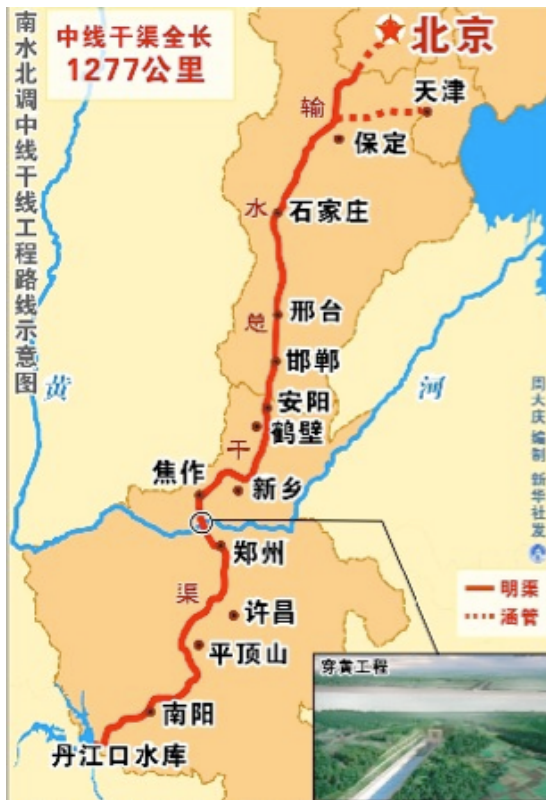 南水北调中线干线工程路线示意图
中线干渠全长
1277公里
北京
天津
保定
输水总干渠
石家庄
邢台
邯郸
安阳
鹤壁
新乡
焦作
黄河
郑州
许昌
平顶山
南阳
丹江口水库
周大庆 编制 新华社发
明渠
涵管
穿黄工程